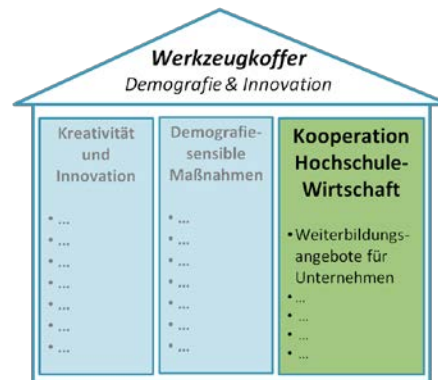 Werkzeugkoffer
Demografie & Innovation
Kreativität
und
Innovation
• ...
• ...
• ...
• ...
• ...
• ...
• ...
Demografie-
sensible
Maßnahmen
• ...
• ...
• ...
• ...
• ...
• ...
• ...
Kooperation
Hochschule-
Wirtschaft
• Weiterbildungs-
angebote für
Unternehmen
• ...
• ...
• ...
• ...